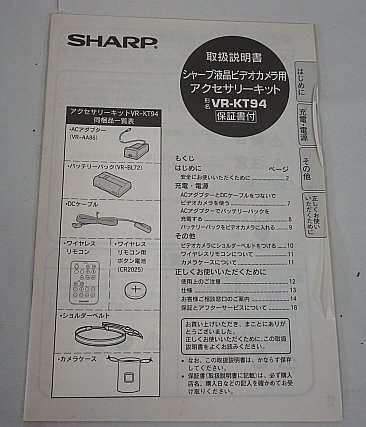 SHARP
取扱説明書
シャープ液晶ビデオカメラ用
アクセサリーキット
形名 VR-KT94
保証書付
はじめに
充電・電源
その他
正しくお使い
いただくために
アクセサリーキットVR-KT94
同梱品一覧表
・ACアダプター
(VR-AA86)
・バッテリーパック(VR-BL72)
・DCケーブル
・ワイヤレス
リモコン
・ワイヤレス
リモコン用
ボタン電池
(CR2025)
・ショルダーベルト
・カメラケース
もくじ
はじめに ページ
安全にお使いいただくために 2
充電・電源
ACアダプターとDCケーブルをつないで
ビデオカメラを使う 7
ACアダプターでバッテリーパックを
充電する 8
バッテリーパックをビデオカメラに入れる 9
その他
ビデオカメラにショルダーベルトをつける 10
ワイヤレスリモコンについて 11
カメラケースについて 11
正しくお使いいただくために
使用上のご注意 12
仕様 13
お客様ご相談窓口のご案内 14
保証とアフターサービスについて 18
お買い上げいただき、まことにありが
とうございました。
正しくお使いいただくために、この取扱
説明書をよくお読みください。
• なお、この取扱説明書は、かならず保存
してください。
• 保証書(取扱説明書に記載)は、必ず購入
店名、購入日などの記入を確かめてお受
け取りください。